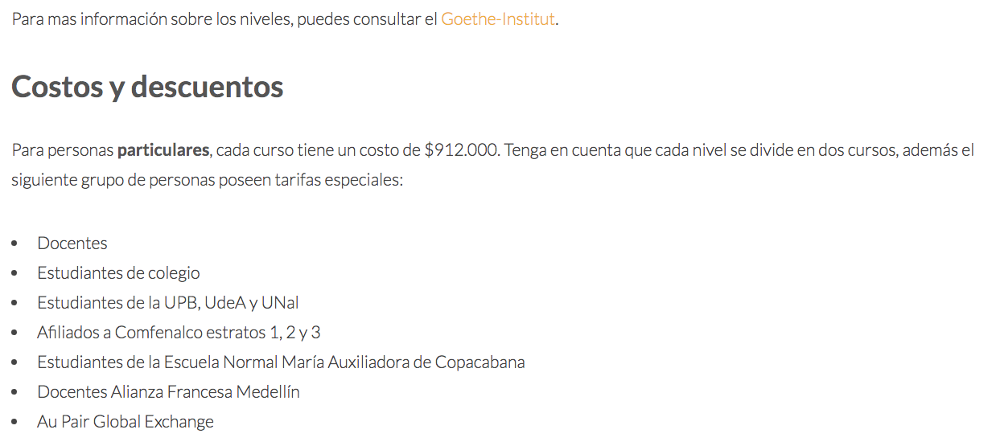 Para mas información sobre los niveles, puedes consultar el Goethe-Institut.
Costos y descuentos
Para personas particulares, cada curso tiene un costo de $912.000. Tenga en cuenta que cada nivel se divide en dos cursos, además el
siguiente grupo de personas poseen tarifas especiales:
• Docentes
• Estudiantes de colegio
• Estudiantes de la UPB, UdeA y UNal
• Afiliados a Comfenalco estratos 1, 2 y 3
• Estudiantes de la Escuela Normal María Auxiliadora de Copacabana
• Docentes Alianza Francesa Medellín
• Au Pair Global Exchange